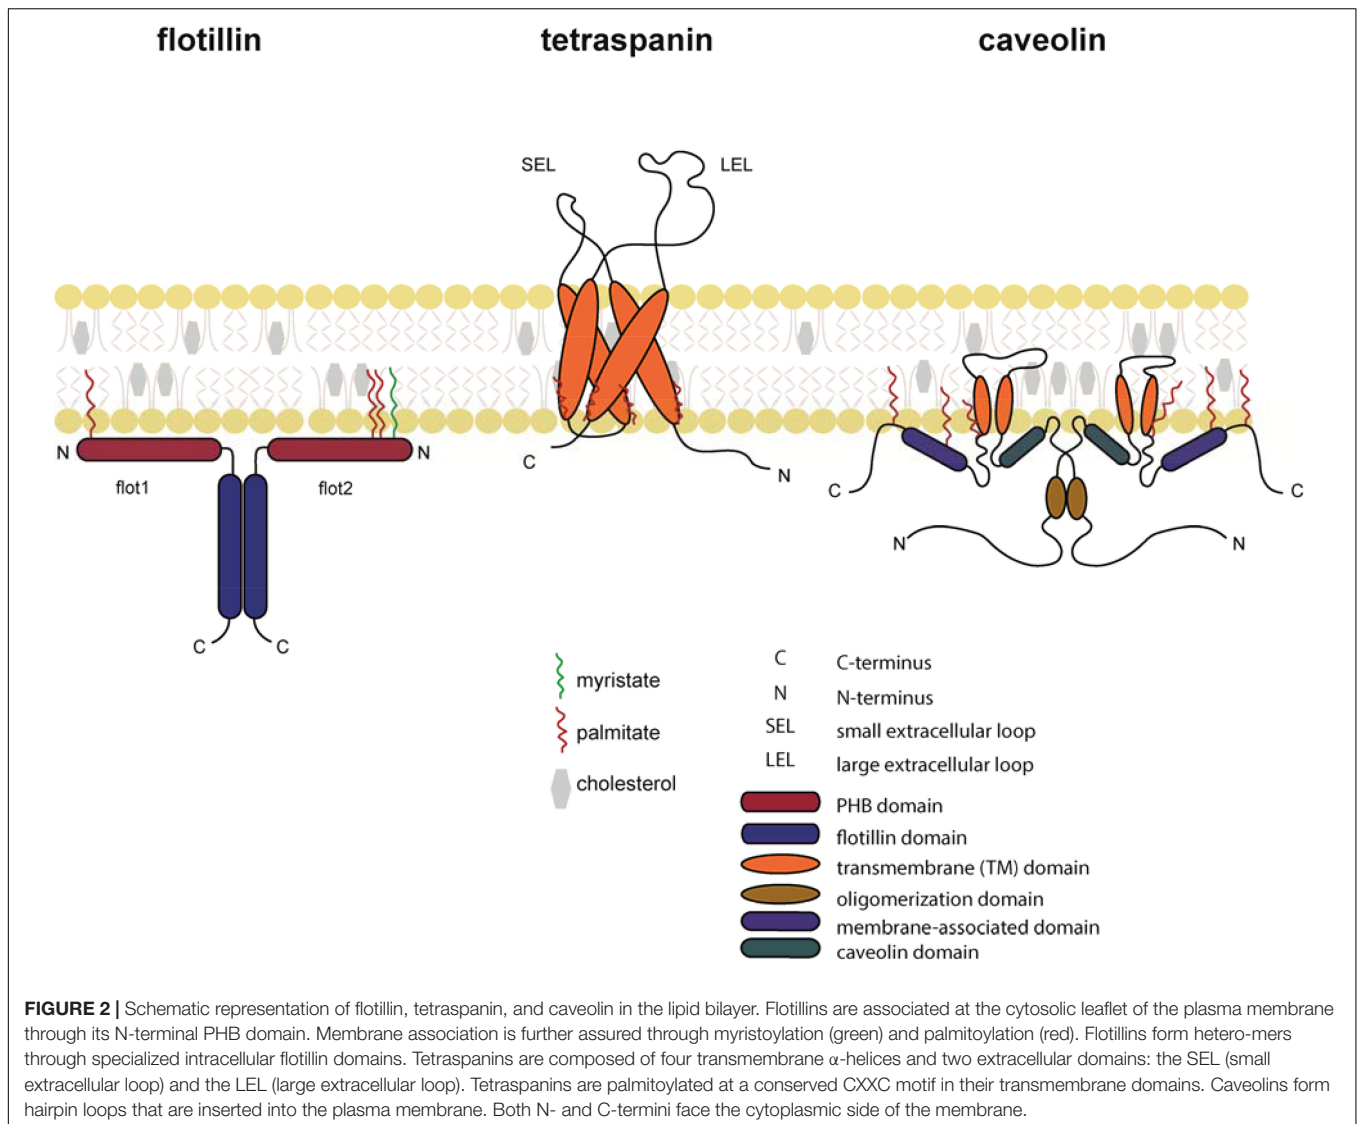 flotillin tetraspanin caveolin
SEL LEL
N N
flot1 flot2
C N
C C
N N
C C
myristate
palmitate
cholesterol
C C-terminus
N N-terminus
SEL small extracellular loop
LEL large extracellular loop
PHB domain
flotillin domain
transmembrane (TM) domain
oligomerization domain
membrane-associated domain
caveolin domain
FIGURE 2 | Schematic representation of flotillin, tetraspanin, and caveolin in the lipid bilayer. Flotillins are associated at the cytosolic leaflet of the plasma membrane
through its N-terminal PHB domain. Membrane association is further assured through myristoylation (green) and palmitoylation (red). Flotillins form hetero-mers
through specialized intracellular flotillin domains. Tetraspanins are composed of four transmembrane α-helices and two extracellular domains: the SEL (small
extracellular loop) and the LEL (large extracellular loop). Tetraspanins are palmitoylated at a conserved CXXC motif in their transmembrane domains. Caveolins form
hairpin loops that are inserted into the plasma membrane. Both N- and C-termini face the cytoplasmic side of the membrane.